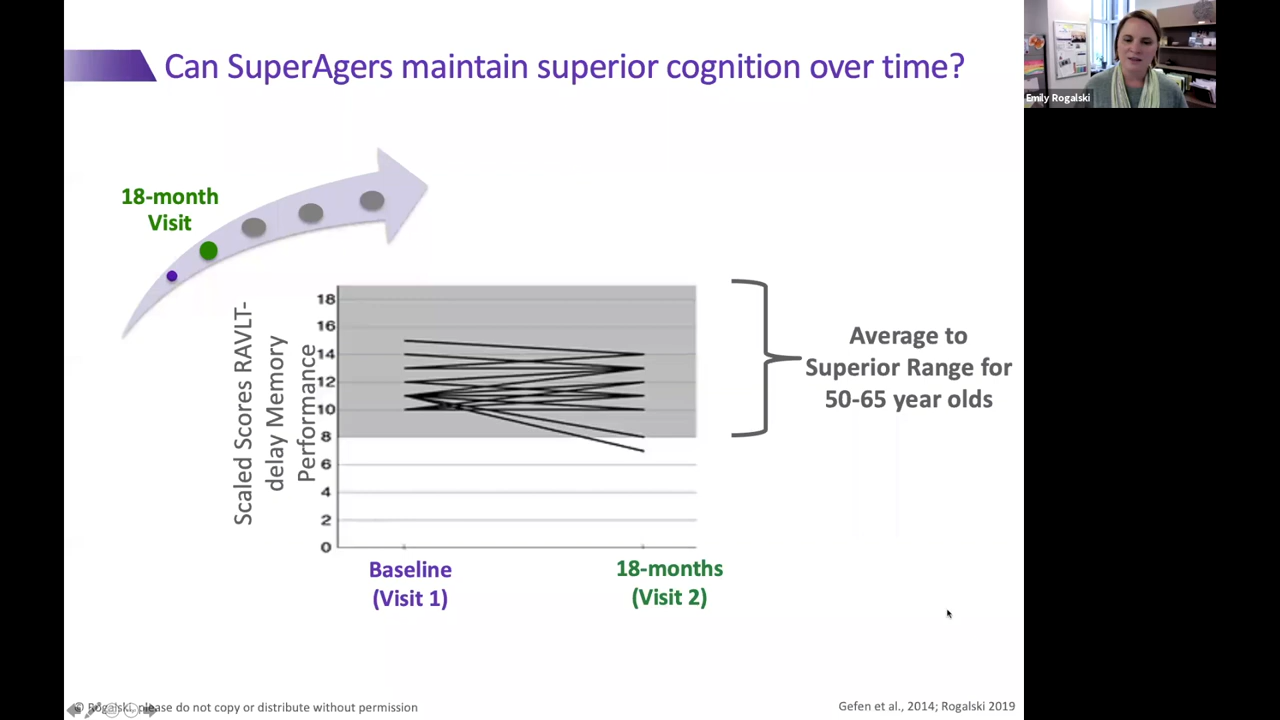 Can SuperAgers maintain superior cognition over time?
Emily Rogalski
18-month
Visit
Scaled Scores RAVLT-
delay Memory
Performance
18
16
14
12
10
8
6
4
2
0
Average to
Superior Range for
50-65 year olds
Baseline
(Visit 1)
18-months
(Visit 2)
© Rogalski, please do not copy or distribute without permission
Gefen et al., 2014; Rogalski 2019